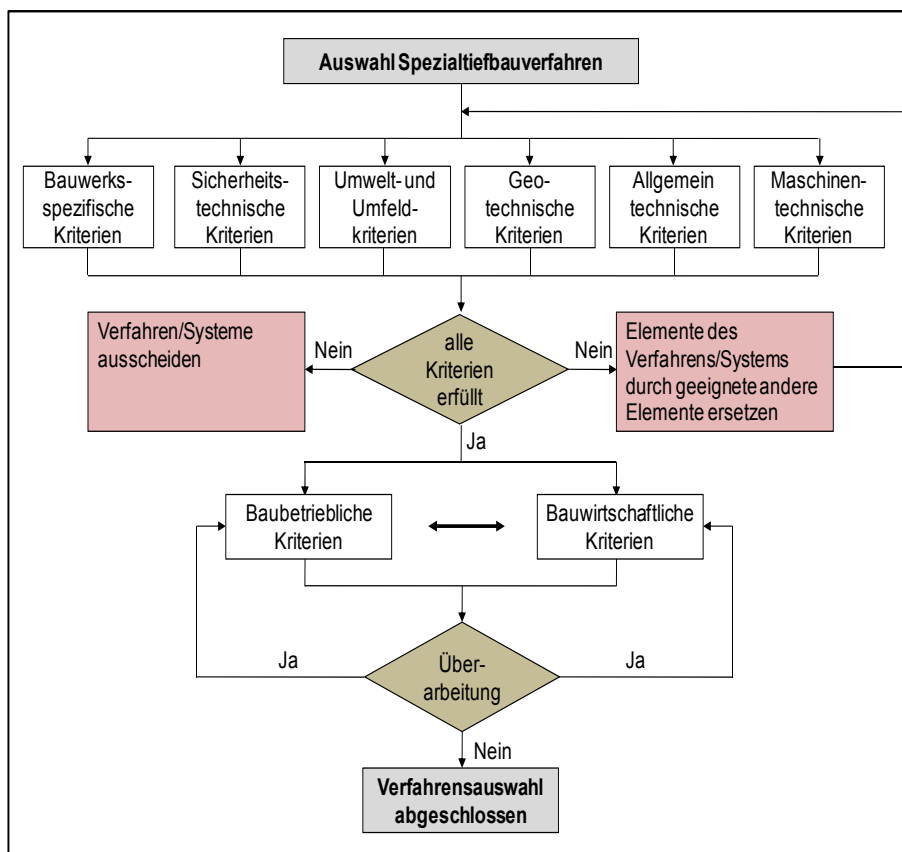 Auswahl Spezialtiefbauverfahren
Bauwerks-
spezifische
Kriterien
Sicherheits-
technische
Kriterien
Umwelt- und
Umfeld-
kriterien
Geo-
technische
Kriterien
Allgemein
technische
Kriterien
Maschinen-
technische
Kriterien
Verfahren/Systeme
ausscheiden
Nein
alle
Kriterien
erfüllt
Nein
Elemente des
Verfahrens/Systems
durch geeignete andere
Elemente ersetzen
Ja
Baubetriebliche
Kriterien
Bauwirtschaftliche
Kriterien
Ja
Über-
arbeitung
Ja
Nein
Verfahrensauswahl
abgeschlossen